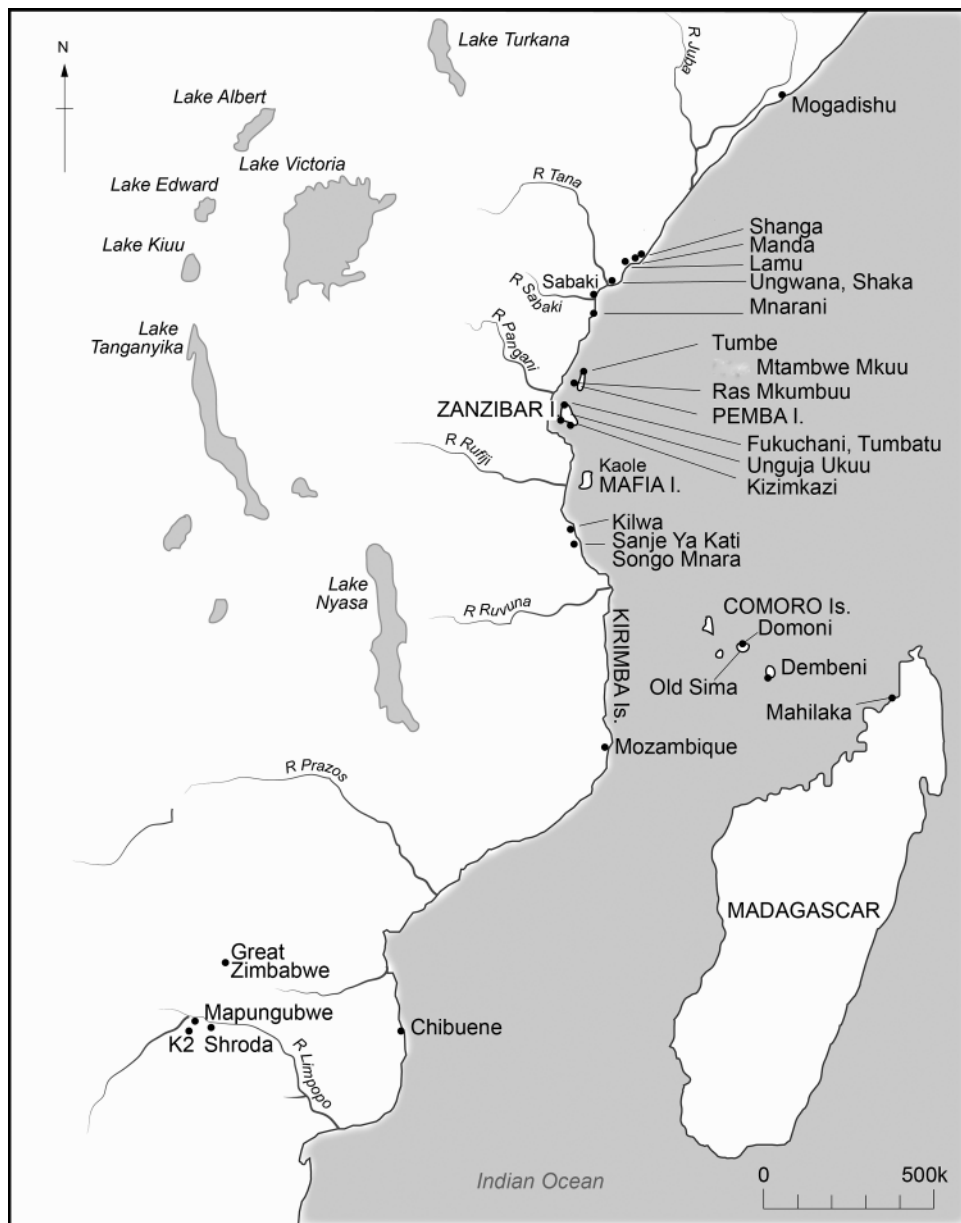 N
Lake Turkana
R Juba
Lake Albert
Mogadishu
Lake Victoria
Lake Edward
R Tana
Lake Kiuu
Shanga
Manda
Lamu
Ungwana, Shaka
Sabaki
R Sabaki
Mnarani
Lake
Tanganyika
R Pangani
Tumbe
Mtambwe Mkuu
Ras Mkumbuu
PEMBA I.
ZANZIBAR I.
Fukuchani, Tumbatu
Unguja Ukuu
Kizimkazi
R Rufiji
Kaole
MAFIA I.
Kilwa
Sanje Ya Kati
Songo Mnara
Lake
Nyasa
R Ruvuna
KIRIMBA Is.
COMORO Is.
Domoni
Old Sima
Dembeni
Mahilaka
Mozambique
R Prazos
MADAGASCAR
Great
Zimbabwe
Mapungubwe
K2 Shroda
Chibuene
R Limpopo
Indian Ocean
0 500k